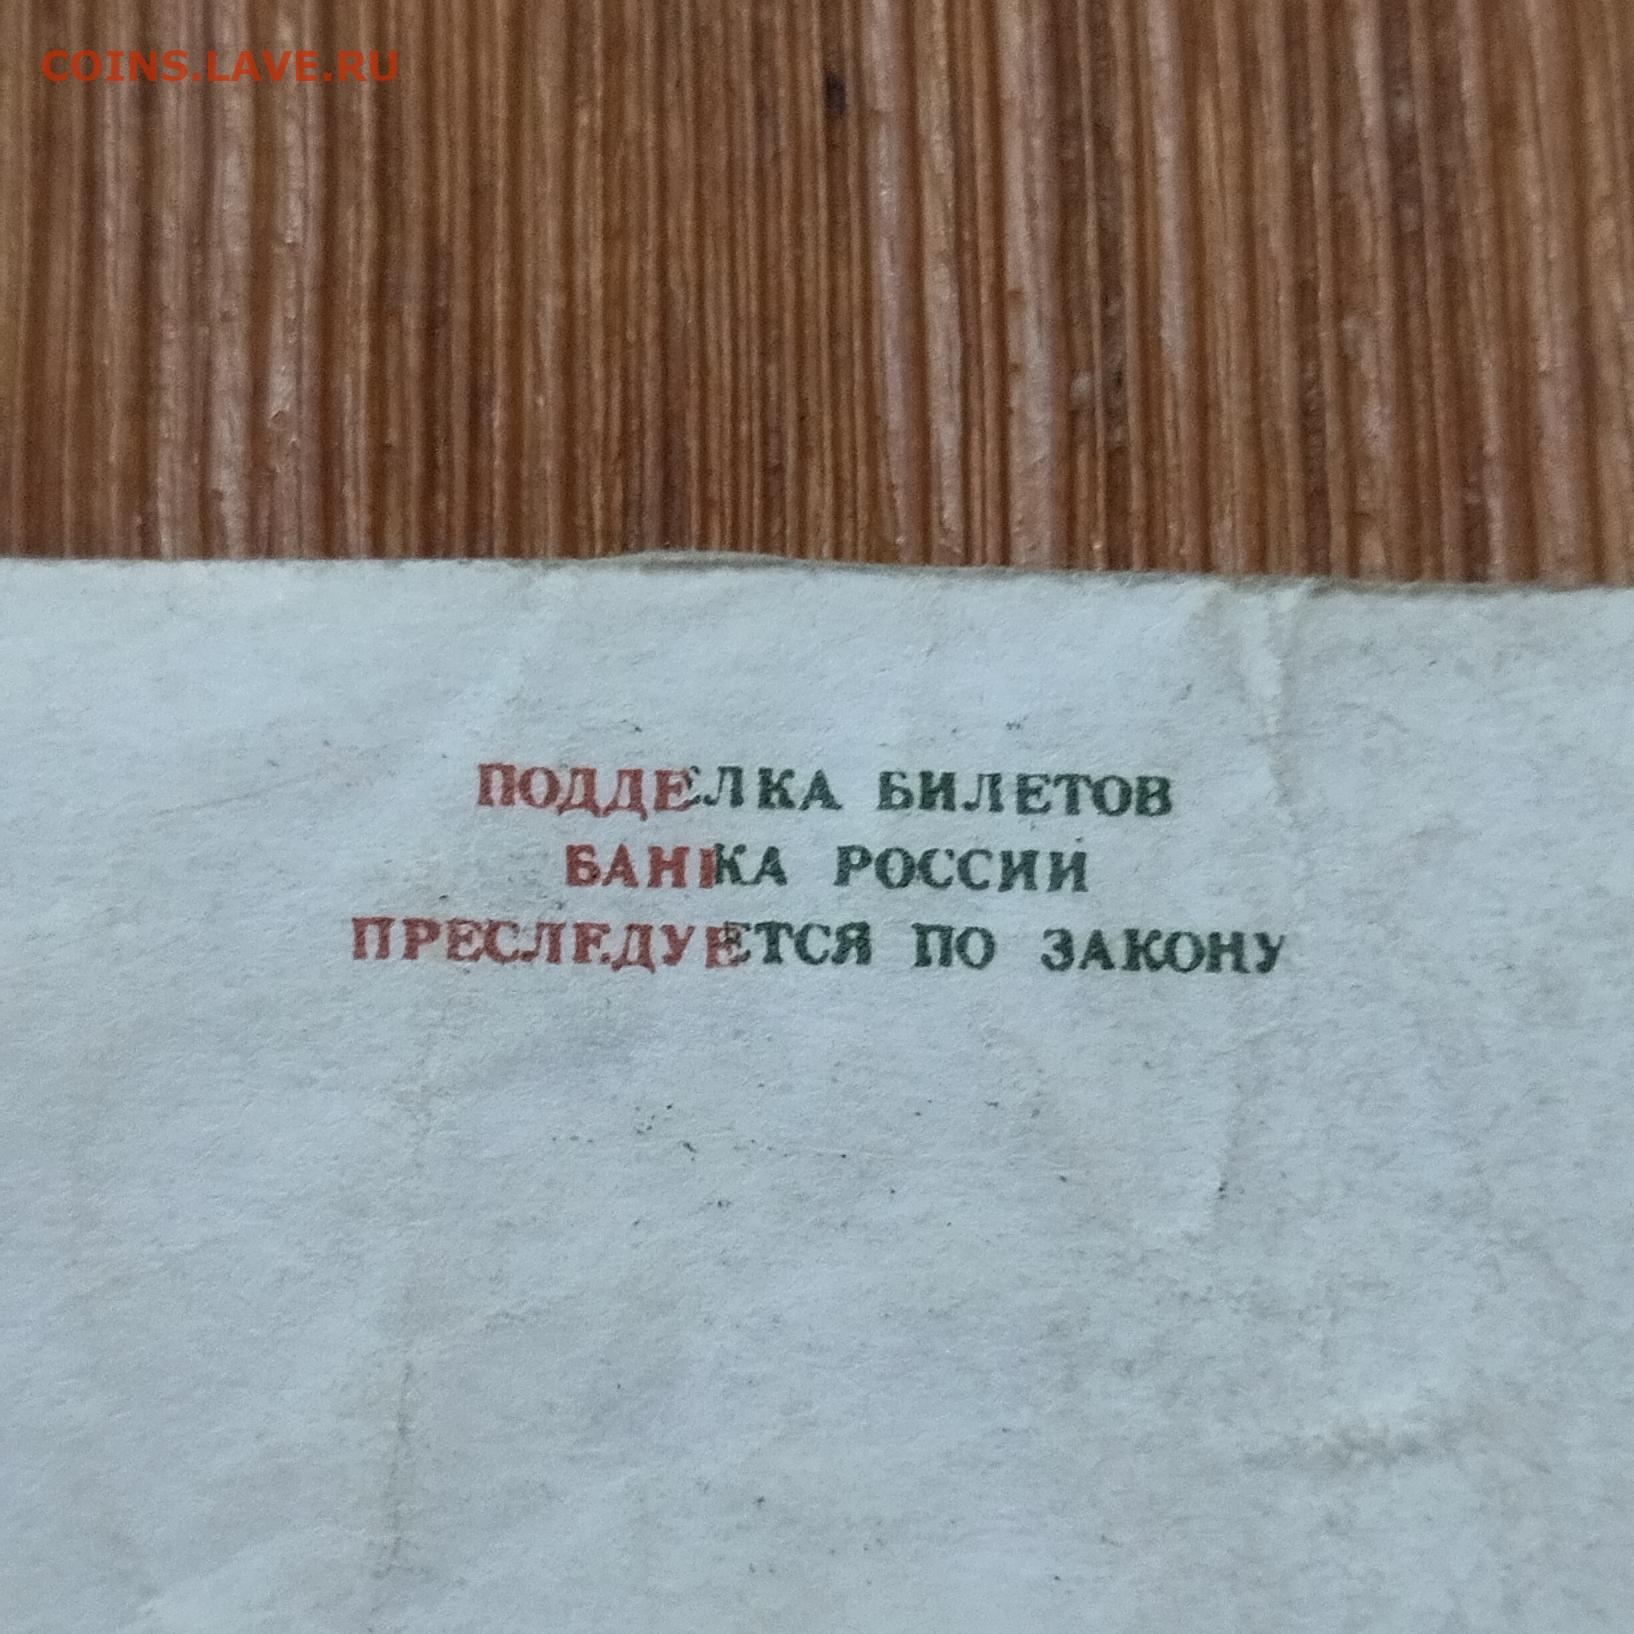 COINS.LAVE.RU
ПОДДЕЛКА БИЛЕТОВ
БАНКА РОССИИ
ПРЕСЛЕДУЕТСЯ ПО ЗАКОНУ